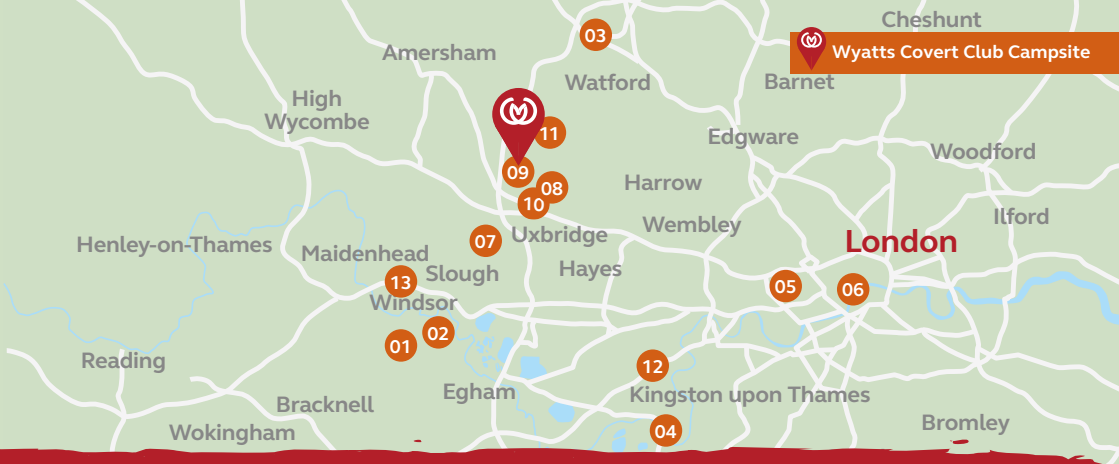 Cheshunt
03
Wyatts Covert Club Campsite
Amersham
Watford
Barnet
High
Wycombe
11
Edgware
Woodford
09
08
Harrow
10
Ilford
Wembley
Uxbridge
07
Henley-on-Thames
London
Maidenhead
Slough
Hayes
13
05
06
Windsor
02
01
Reading
12
Egham
Kingston upon Thames
Bracknell
Bromley
Wokingham
04